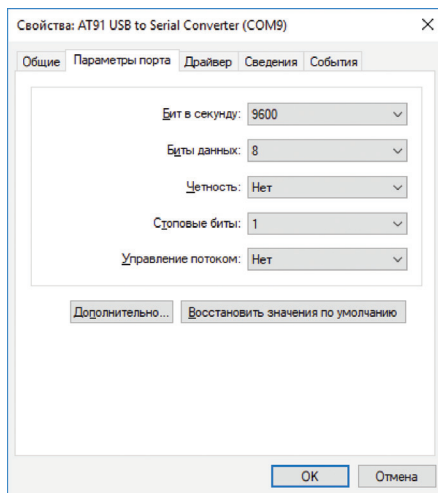 Свойства: AT91 USB to Serial Converter (COM9)
Общие Параметры порта Драйвер Сведения События
Бит в секунду: 9600
Биты данных: 8
Четность: Нет
Стоповые биты: 1
Управление потоком: Нет
Дополнительно... Восстановить значения по умолчанию
OK Отмена